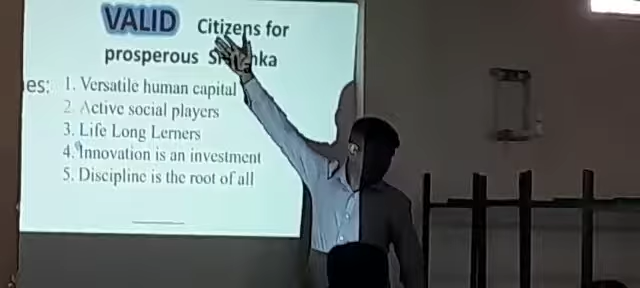 VALID Citizens for
prosperous
es: 1. Versatile human capital
2. Active social players
3. Life Long Lerners
4. Innovation is an investment
5. Discipline is the root of all